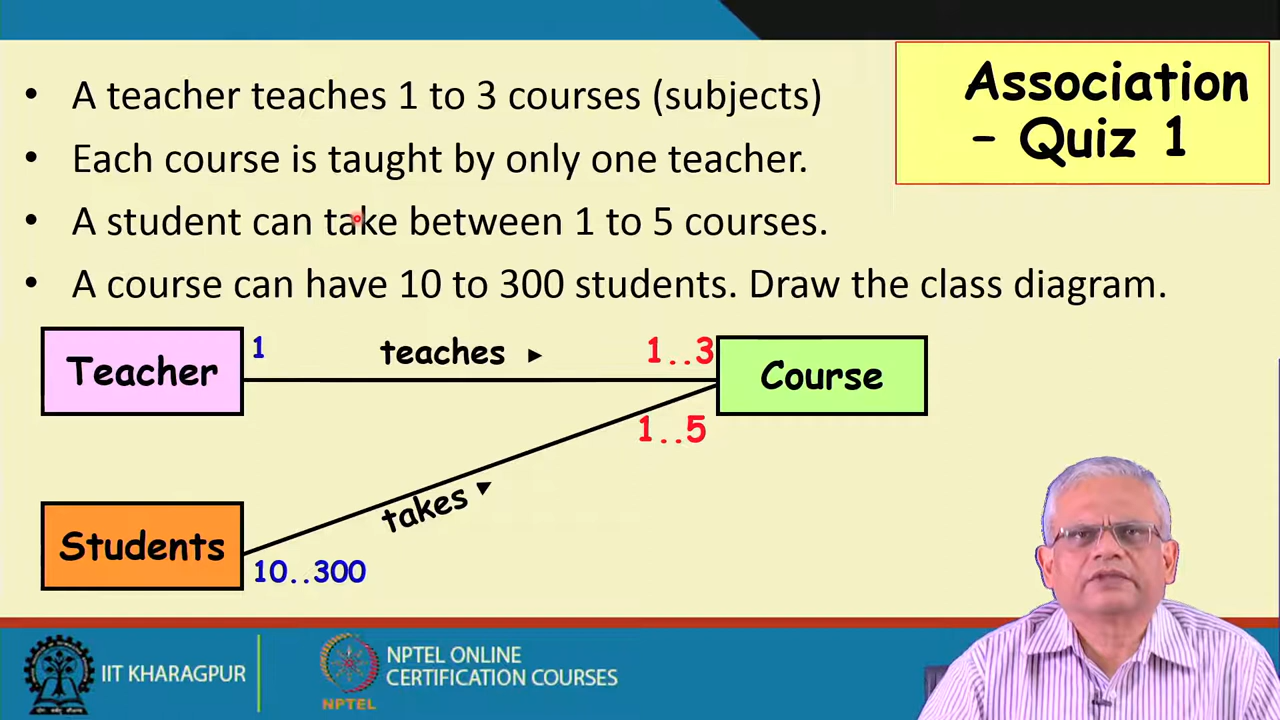 • A teacher teaches 1 to 3 courses (subjects)
• Each course is taught by only one teacher.
• A student can take between 1 to 5 courses.
• A course can have 10 to 300 students. Draw the class diagram.
Association
– Quiz 1
Teacher
1
teaches ►
1..3
Course
1..5
takes ►
Students
10..300
IIT KHARAGPUR
NPTEL
NPTEL ONLINE
CERTIFICATION COURSES